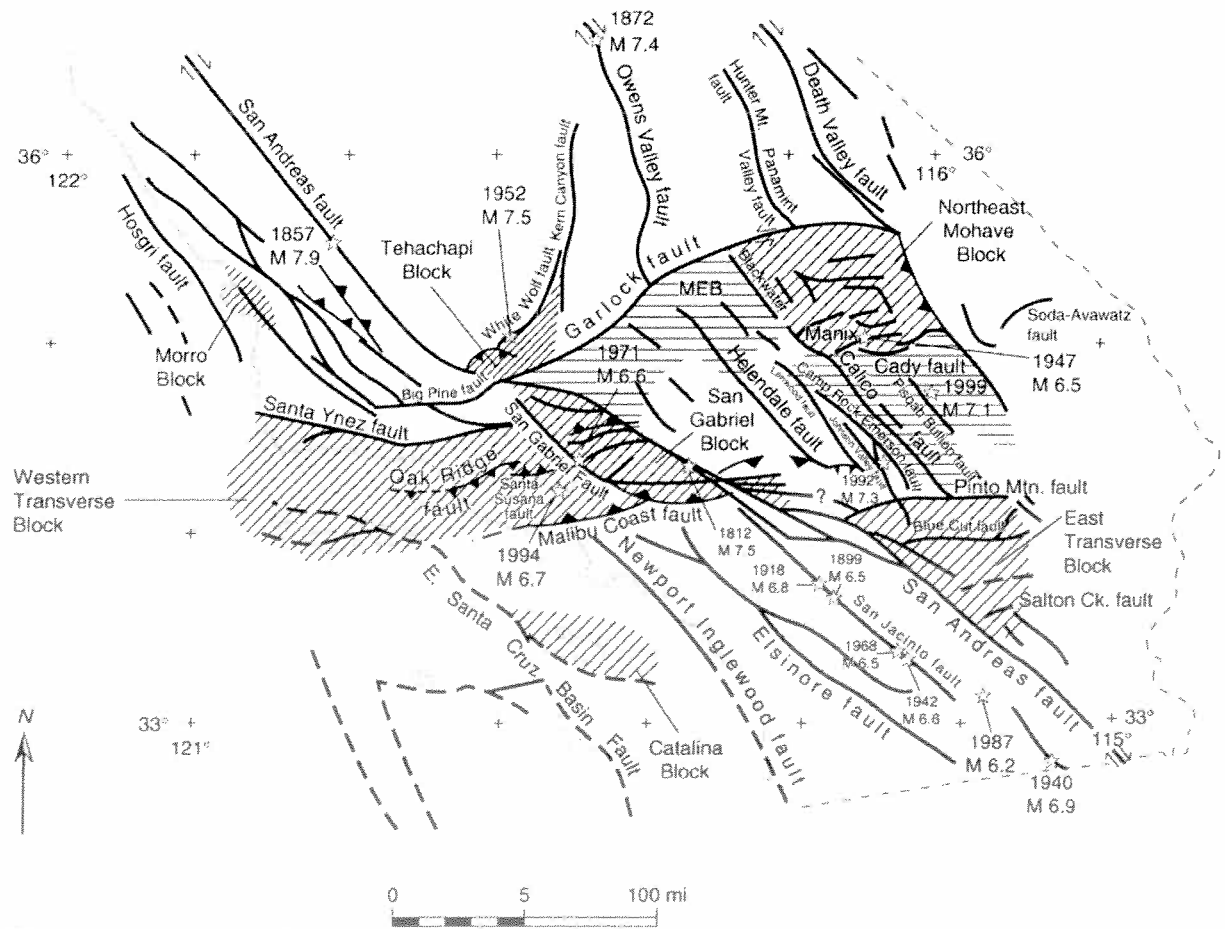 1872
M 7.4
San Andreas fault
Owens Valley fault
Hunter Mt.
fault
Panamint
Valley fault
Death Valley fault
36°
122°
36°
116°
1952
M 7.5
Kern Canyon fault
White Wolf fault
Northeast
Mohave
Block
Hosgri fault
1857
M 7.9
Tehachapi
Block
Garlock fault
MEB
Blackwater
Soda-Avawatz
fault
Manix
1947
M 6.5
Morro
Block
Big Pine fault
1971
M 6.6
Cady fault
Helendale fault
Calico
fault
Camp Rock Emerson fault
1999
M 7.1
San
Gabriel
Block
Santa Ynez fault
San Gabriel Fault
Western
Transverse
Block
Oak Ridge
fault
Santa
Susana
fault
1992
M 7.3
?
Pinto Mtn. fault
Blue Cut fault
East
Transverse
Block
Malibu Coast fault
1994
M 6.7
1812
M 7.5
1899
M 6.5
1918
M 6.8
San Jacinto fault
San Andreas fault
Salton Ck. fault
E. Santa Cruz Basin Fault
Newport Inglewood fault
Elsinore fault
1968
M 6.5
1942
M 6.6
N
33°
121°
Catalina
Block
1987
M 6.2
33°
115°
1940
M 6.9
0 5 100 mi